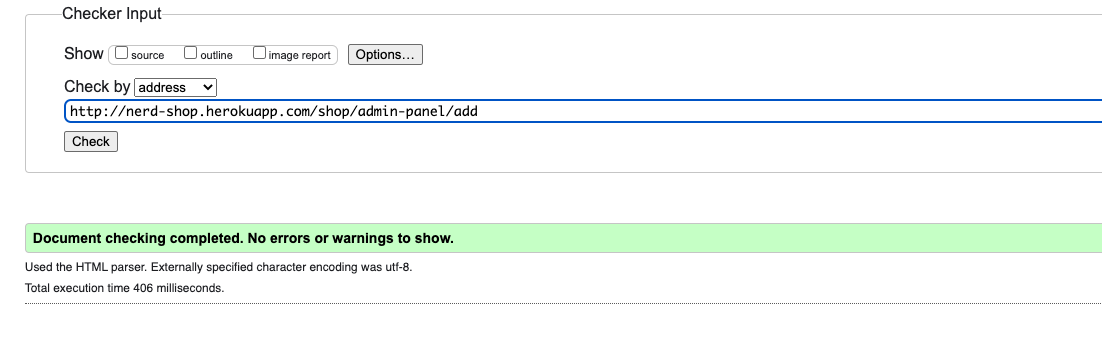 Checker Input
Show source outline image report Options...
Check by address
http://nerd-shop.herokuapp.com/shop/admin-panel/add
Check
Document checking completed. No errors or warnings to show.
Used the HTML parser. Externally specified character encoding was utf-8.
Total execution time 406 milliseconds.